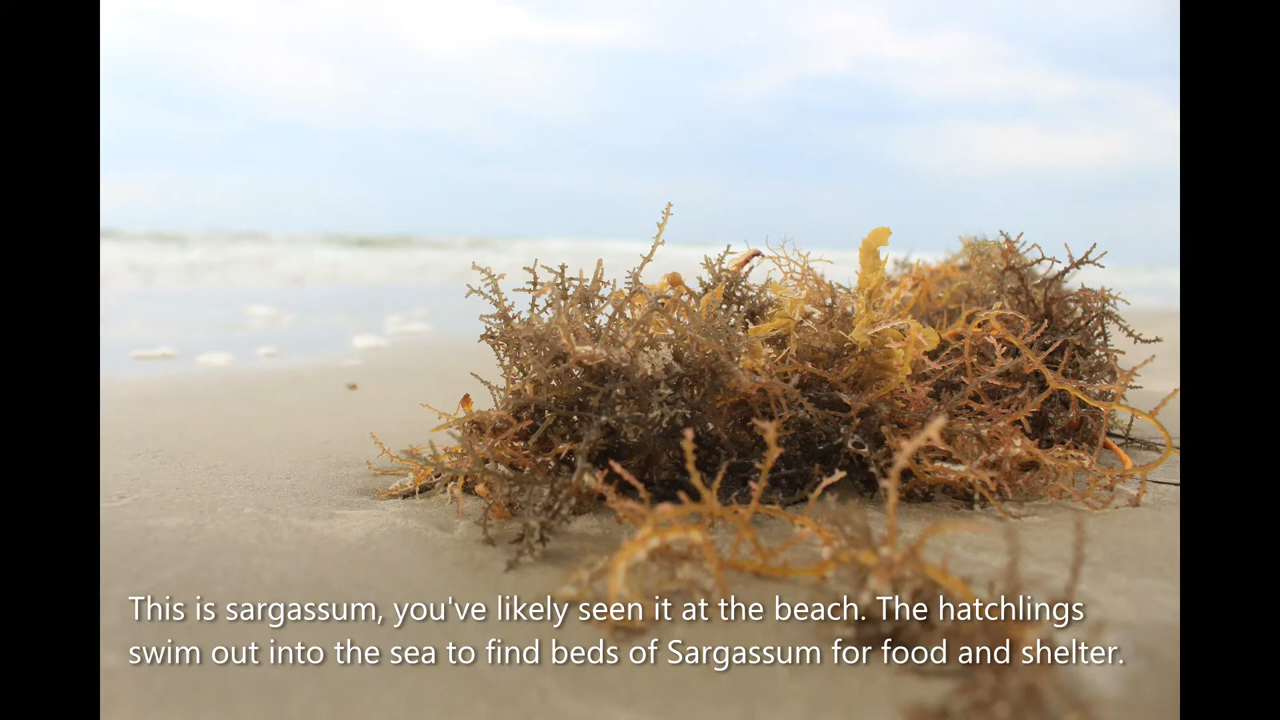 This is sargassum, you've likely seen it at the beach. The hatchlings
swim out into the sea to find beds of Sargassum for food and shelter.